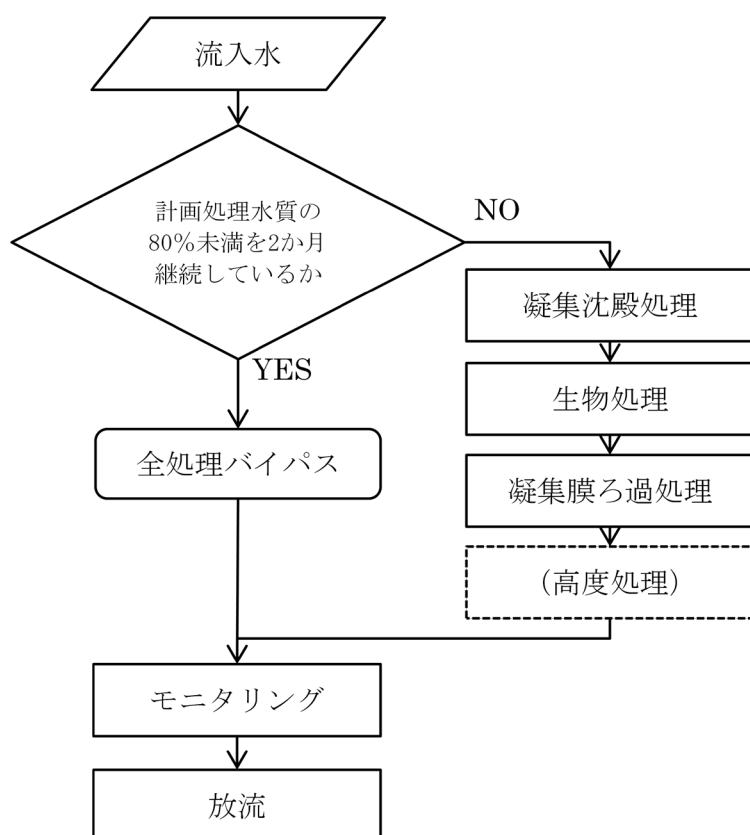 流入水
計画処理水質の
80%未満を2か月
継続しているか
NO
YES
凝集沈殿処理
生物処理
凝集膜ろ過処理
(高度処理)
全処理バイパス
モニタリング
放流